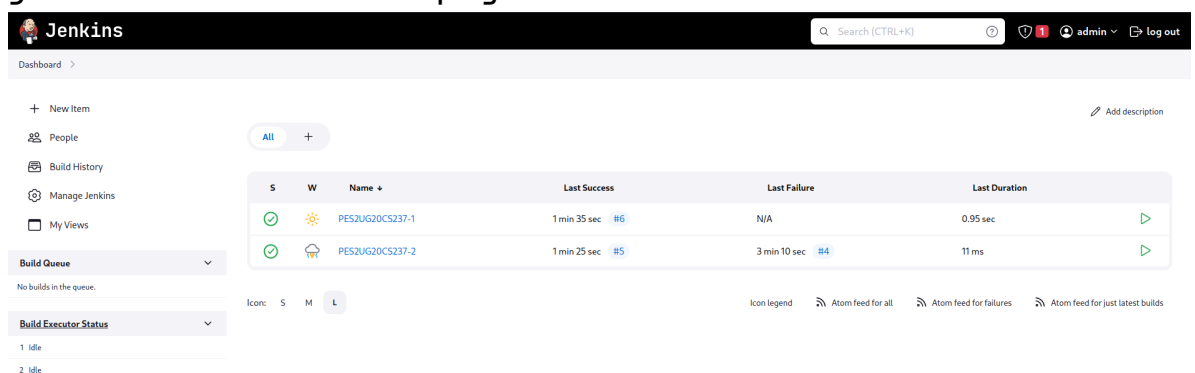 Jenkins
Search (CTRL+K)
1
admin
log out
Dashboard
New Item
People
Build History
Manage Jenkins
My Views
Build Queue
No builds in the queue.
Build Executor Status
1 Idle
2 Idle
Add description
All +
S W Name ↓ Last Success Last Failure Last Duration
PES2UG20CS237-1 1 min 35 sec #6 N/A 0.95 sec
PES2UG20CS237-2 1 min 25 sec #5 3 min 10 sec #4 11 ms
Icon: S M L
Icon legend Atom feed for all Atom feed for failures Atom feed for just latest builds